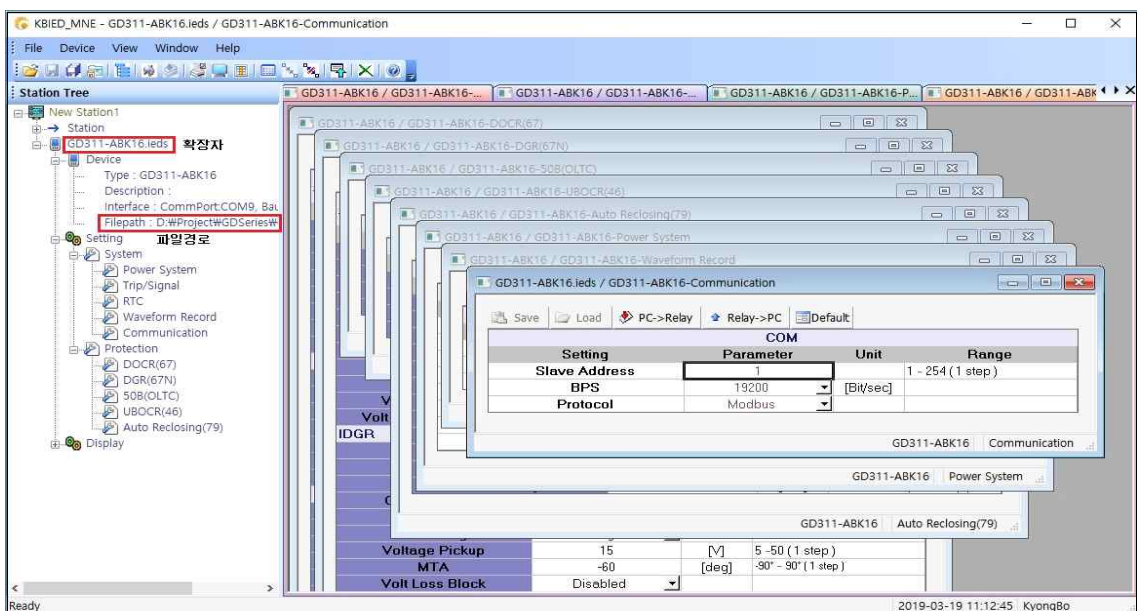 KBIED_MNE - GD311-ABK16.ieds / GD311-ABK16-Communication
File Device View Window Help
Station Tree
GD311-ABK16 / GD311-ABK16-...
GD311-ABK16 / GD311-ABK16-...
GD311-ABK16 / GD311-ABK16-P...
GD311-ABK16 / GD311-ABK
New Station1
Station
GD311-ABK16.ieds 확장자
Device
Type : GD311-ABK16
Description :
Interface : CommPort:COM9, Bau
Filepath : D:₩Project₩GDSeries₩
Setting 파일경로
System
Power System
Trip/Signal
RTC
Waveform Record
Communication
Protection
DOCR(67)
DGR(67N)
50B(OLTC)
UBOCR(46)
Auto Reclosing(79)
Display
GD311-ABK16 / GD311-ABK16-DOCR(67)
GD311-ABK16 / GD311-ABK16-DGR(67N)
GD311-ABK16 / GD311-ABK16-50B(OLTC)
GD311-ABK16 / GD311-ABK16-UBOCR(46)
GD311-ABK16 / GD311-ABK16-Auto Reclosing(79)
GD311-ABK16 / GD311-ABK16-Power System
GD311-ABK16 / GD311-ABK16-Waveform Record
GD311-ABK16.ieds / GD311-ABK16-Communication
Save Load PC->Relay Relay->PC Default
COM
Setting Parameter Unit Range
Slave Address 1 1 - 254 ( 1 step )
BPS 19200 [Bit/sec]
Protocol Modbus
GD311-ABK16 Communication
GD311-ABK16 Power System
GD311-ABK16 Auto Reclosing(79)
V
Volt
IDGR
Voltage Pickup 15 [V] 5 -50 ( 1 step )
MTA -60 [deg] -90° ~ 90° ( 1 step )
Volt Loss Block Disabled
Ready 2019-03-19 11:12:45 KyongBo